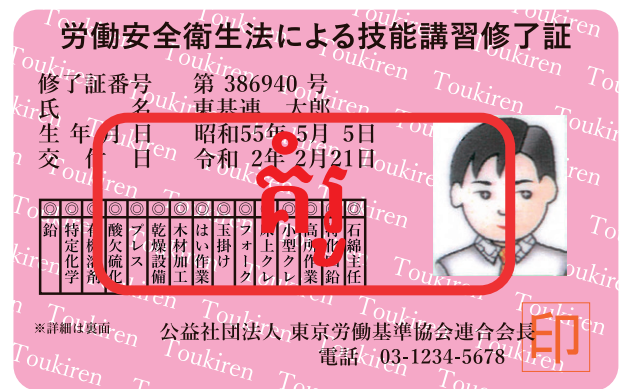 Toukiren
労働安全衛生法による技能講習修了証
修了証番号 第 386940 号
氏 名 東基連 太郎
生年月日 昭和55年 5月 5日
交付日 令和 2年 2月21日
គំរូ
◎ ◎ ◎ ◎ ◎ ◎ ◎ ◎ ◎ ◎ ◎ ◎ ◎ ◎
鉛
特定化学
有機溶剤
酸欠硫化
プレス
乾燥設備
木材加工
はい作業
玉掛け
フォーク
床上クレ
小型クレ
高所作業
石綿主任
※詳細は裏面
公益社団法人 東京労働基準協会連合会長
印
電話 03-1234-5678